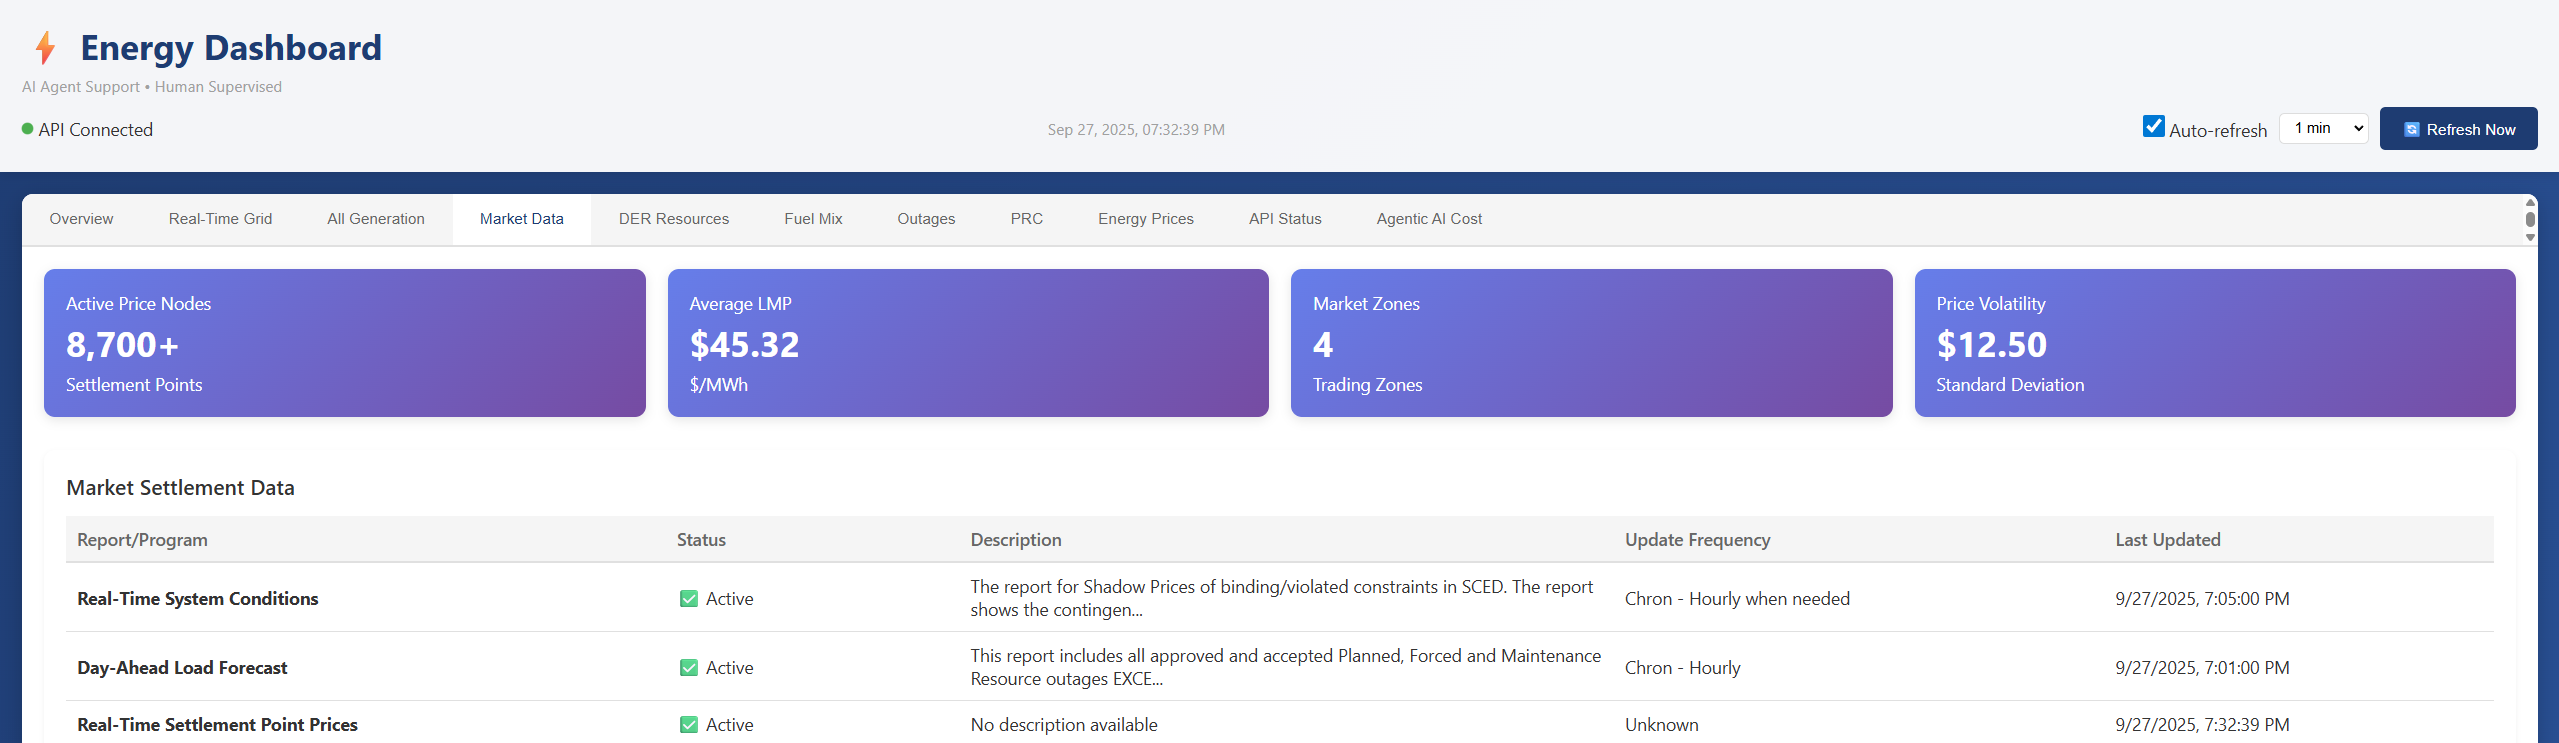 Energy Dashboard
AI Agent Support • Human Supervised
API Connected
Sep 27, 2025, 07:32:39 PM
Auto-refresh
1 min
Refresh Now
Overview
Real-Time Grid
All Generation
Market Data
DER Resources
Fuel Mix
Outages
PRC
Energy Prices
API Status
Agentic AI Cost
Active Price Nodes
8,700+
Settlement Points
Average LMP
$45.32
$/MWh
Market Zones
4
Trading Zones
Price Volatility
$12.50
Standard Deviation
Market Settlement Data
Report/Program
Status
Description
Update Frequency
Last Updated
Real-Time System Conditions
Active
The report for Shadow Prices of binding/violated constraints in SCED. The report
shows the contingen...
Chron - Hourly when needed
9/27/2025, 7:05:00 PM
Day-Ahead Load Forecast
Active
This report includes all approved and accepted Planned, Forced and Maintenance
Resource outages EXCE...
Chron - Hourly
9/27/2025, 7:01:00 PM
Real-Time Settlement Point Prices
Active
No description available
Unknown
9/27/2025, 7:32:39 PM